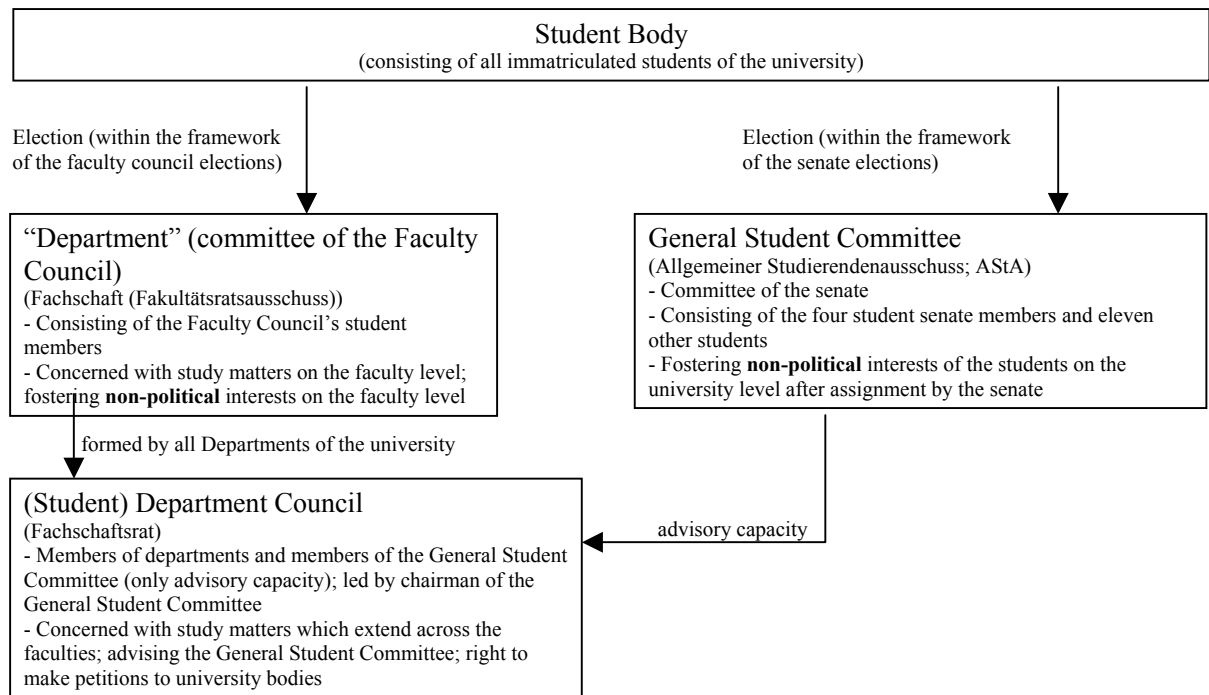 Student Body
(consisting of all immatriculated students of the university)
Election (within the framework
of the faculty council elections)
Election (within the framework
of the senate elections)
“Department” (committee of the Faculty
Council)
(Fachschaft (Fakultätsratsausschuss))
- Consisting of the Faculty Council’s student
members
- Concerned with study matters on the faculty level;
fostering non-political interests on the faculty level
General Student Committee
(Allgemeiner Studierendenausschuss; AStA)
- Committee of the senate
- Consisting of the four student senate members and eleven
other students
- Fostering non-political interests of the students on the
university level after assignment by the senate
formed by all Departments of the university
(Student) Department Council
(Fachschaftsrat)
- Members of departments and members of the General Student
Committee (only advisory capacity); led by chairman of the
General Student Committee
- Concerned with study matters which extend across the
faculties; advising the General Student Committee; right to
make petitions to university bodies
advisory capacity